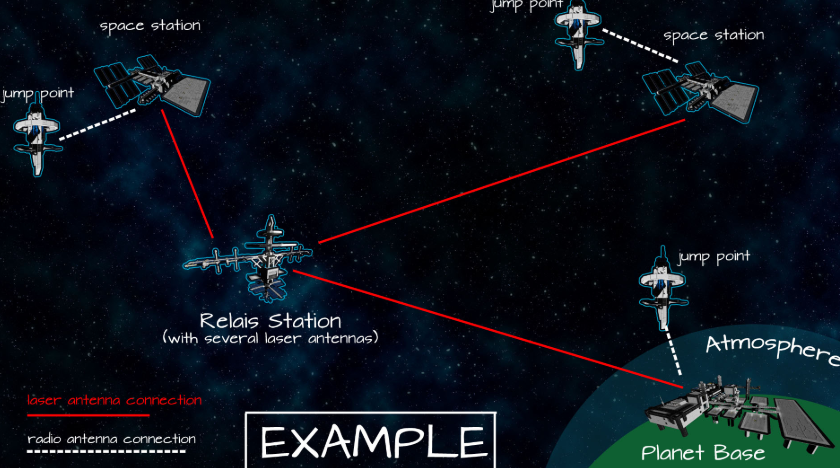 jump point
space station
space station
jump point
jump point
Relais Station
(with several laser antennas)
Atmosphere
laser antenna connection
radio antenna connection
EXAMPLE
Planet Base